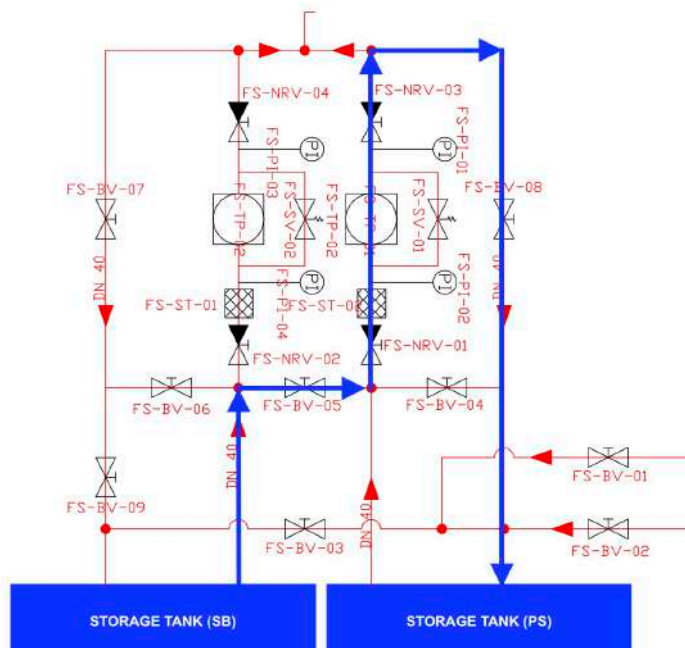 FS-NRV-04
FS-NRV-03
PI
PI
FS-PI-03
FS-PI-01
FS-BV-07
FS-TP-02
FS-SV-02
FS-TP-02
FS-SV-01
FS-BV-08
DN 40
PI
PI
DN 40
FS-ST-01
FS-PI-04
FS-PI-02
FS-NRV-02
FS-NRV-01
FS-BV-06
FS-BV-05
FS-BV-04
DN 40
DN 40
FS-BV-01
FS-BV-09
FS-BV-03
FS-BV-02
STORAGE TANK (SB)
STORAGE TANK (PS)